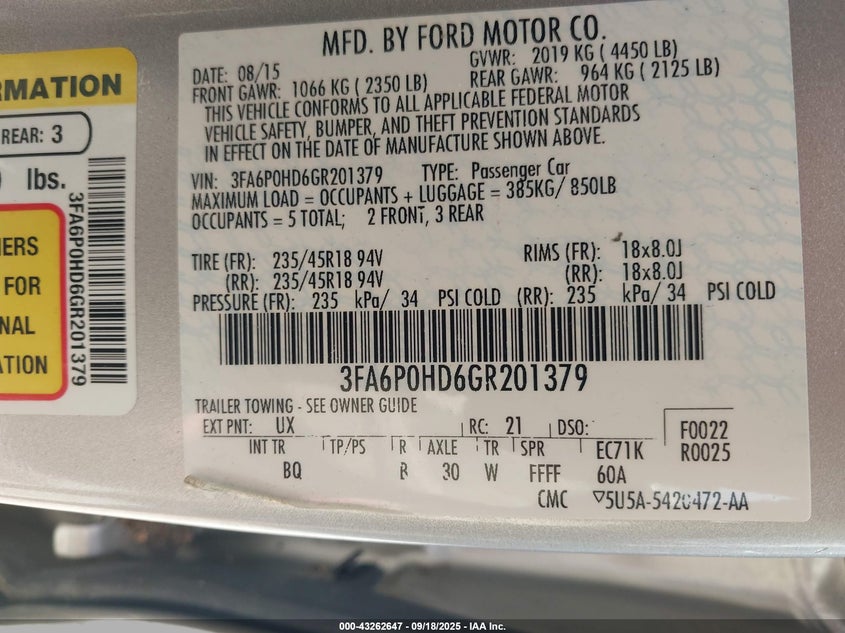 MFD. BY FORD MOTOR CO.
DATE: 08/15 GVWR: 2019 KG ( 4450 LB)
FRONT GAWR: 1066 KG ( 2350 LB) REAR GAWR: 964 KG ( 2125 LB)
THIS VEHICLE CONFORMS TO ALL APPLICABLE FEDERAL MOTOR
VEHICLE SAFETY, BUMPER, AND THEFT PREVENTION STANDARDS
IN EFFECT ON THE DATE OF MANUFACTURE SHOWN ABOVE.
VIN: 3FA6P0HD6GR201379 TYPE: Passenger Car
MAXIMUM LOAD = OCCUPANTS + LUGGAGE = 385KG/ 850LB
OCCUPANTS = 5 TOTAL; 2 FRONT, 3 REAR
TIRE (FR): 235/45R18 94V RIMS (FR): 18x8.0J
(RR): 235/45R18 94V (RR): 18x8.0J
PRESSURE (FR): 235 kPa/ 34 PSI COLD (RR): 235 kPa/ 34 PSI COLD
3FA6P0HD6GR201379
TRAILER TOWING - SEE OWNER GUIDE
EXT PNT: UX RC: 21 DSO: F0022
INT TR TP/PS R AXLE TR SPR EC71K R0025
BQ B 30 W FFFF 60A
CMC 5U5A-5420472-AA
RMATION
REAR: 3
lbs.
3FA6P0HD6GR201379
NERS
FOR
NAL
ATION
000-43262647 - 09/18/2025 - IAA Inc.